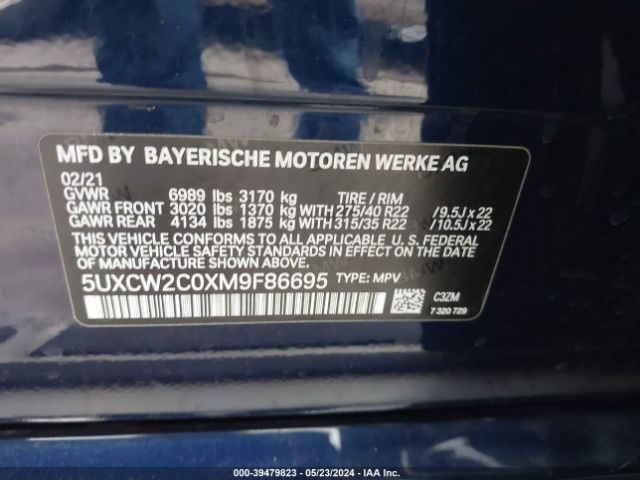 MFD BY BAYERISCHE MOTOREN WERKE AG
02/21
GVWR 6989 lbs 3170 kg TIRE / RIM
GAWR FRONT 3020 lbs 1370 kg WITH 275/40 R22 / 9.5J x 22
GAWR REAR 4134 lbs 1875 kg WITH 315/35 R22 / 10.5J x 22
THIS VEHICLE CONFORMS TO ALL APPLICABLE U. S. FEDERAL
MOTOR VEHICLE SAFETY STANDARDS IN EFFECT ON THE DATE
OF MANUFACTURE SHOWN ABOVE.
5UXCW2C0XM9F86695 TYPE: MPV
C3ZM
7 320 729
000-39479823 / 05/23/2024 / IAA Inc.